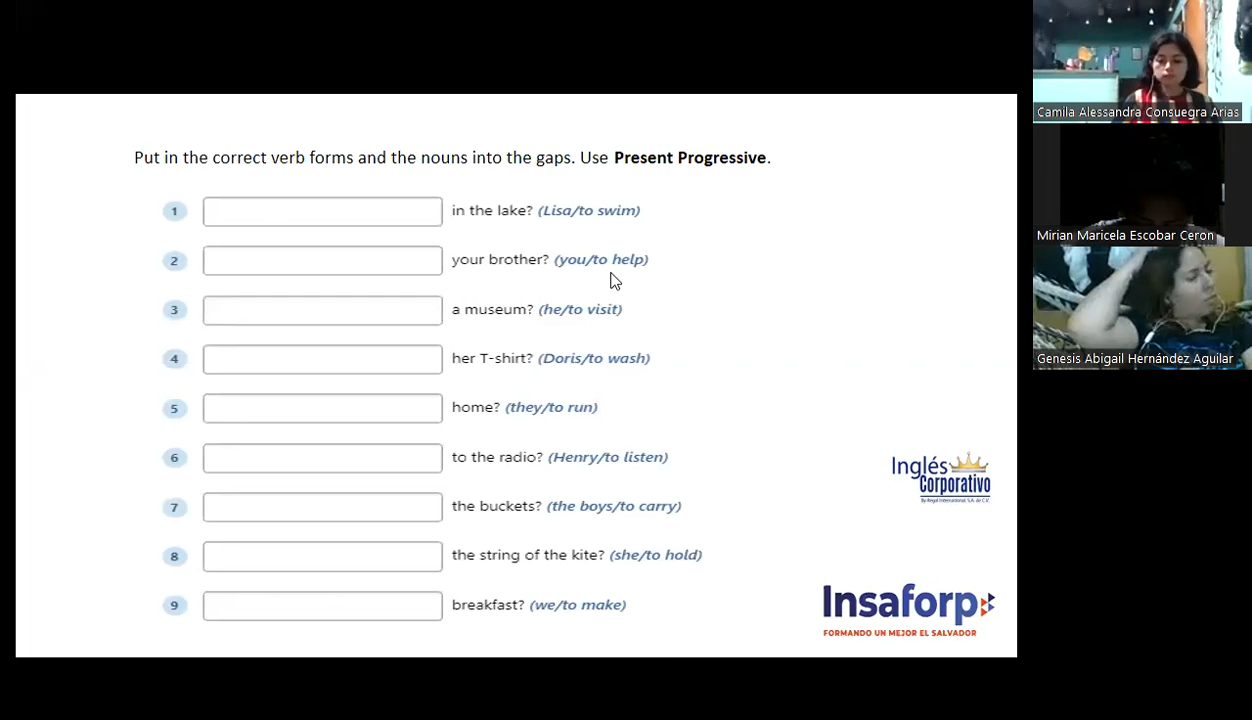 Put in the correct verb forms and the nouns into the gaps. Use Present Progressive.
1 in the lake? (Lisa/to swim)
2 your brother? (you/to help)
3 a museum? (he/to visit)
4 her T-shirt? (Doris/to wash)
5 home? (they/to run)
6 to the radio? (Henry/to listen)
7 the buckets? (the boys/to carry)
8 the string of the kite? (she/to hold)
9 breakfast? (we/to make)
Inglés
Corporativo
By Regal International, S.A. de C.V.
Insaforp
FORMANDO UN MEJOR EL SALVADOR
Camila Alessandra Consuegra Arias
Mirian Maricela Escobar Ceron
Genesis Abigail Hernández Aguilar